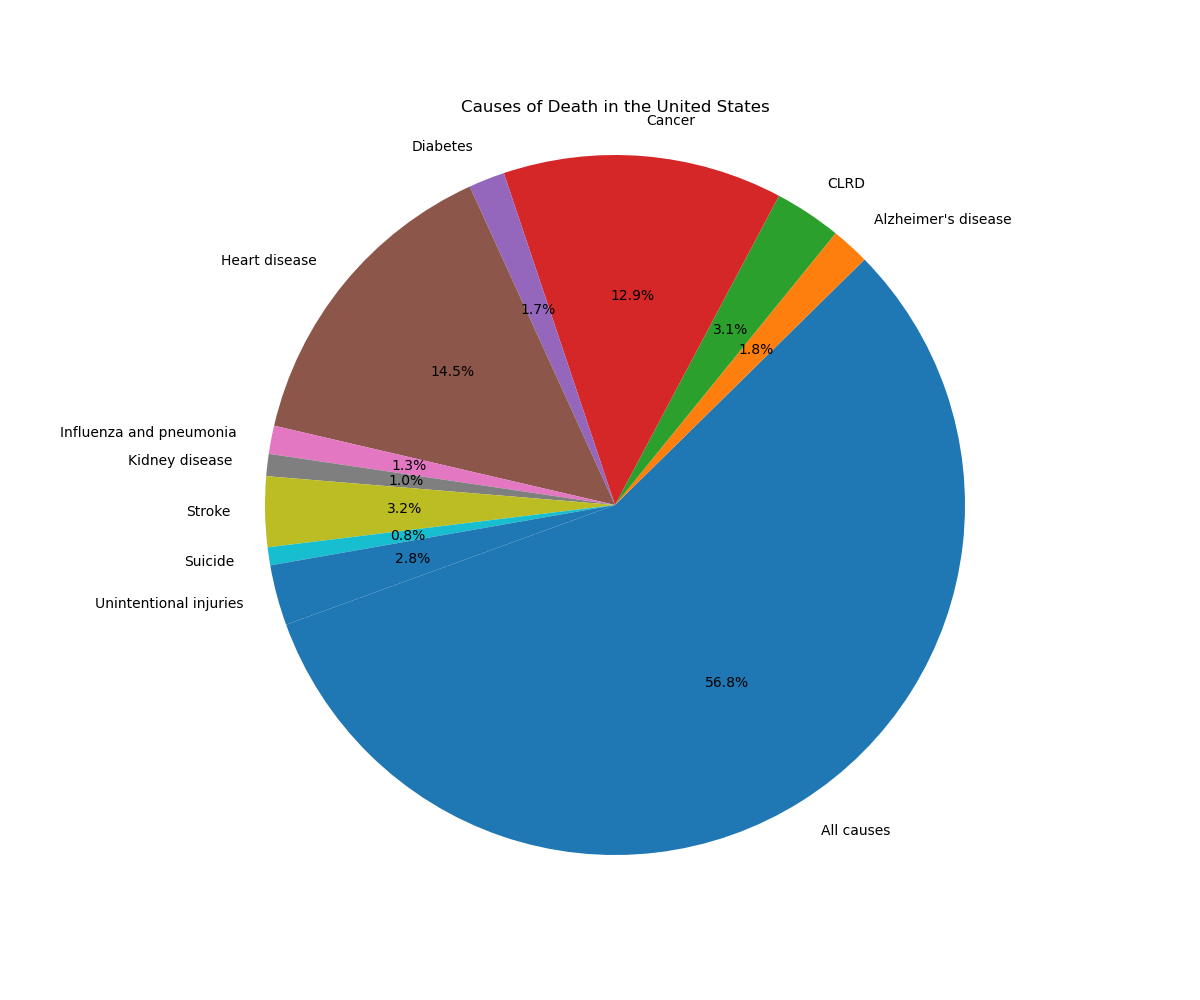 Causes of Death in the United States
Cancer
Diabetes
CLRD
Alzheimer's disease
Heart disease
12.9%
1.7%
3.1%
1.8%
14.5%
Influenza and pneumonia
Kidney disease
1.3%
1.0%
Stroke
3.2%
0.8%
Suicide
2.8%
Unintentional injuries
56.8%
All causes